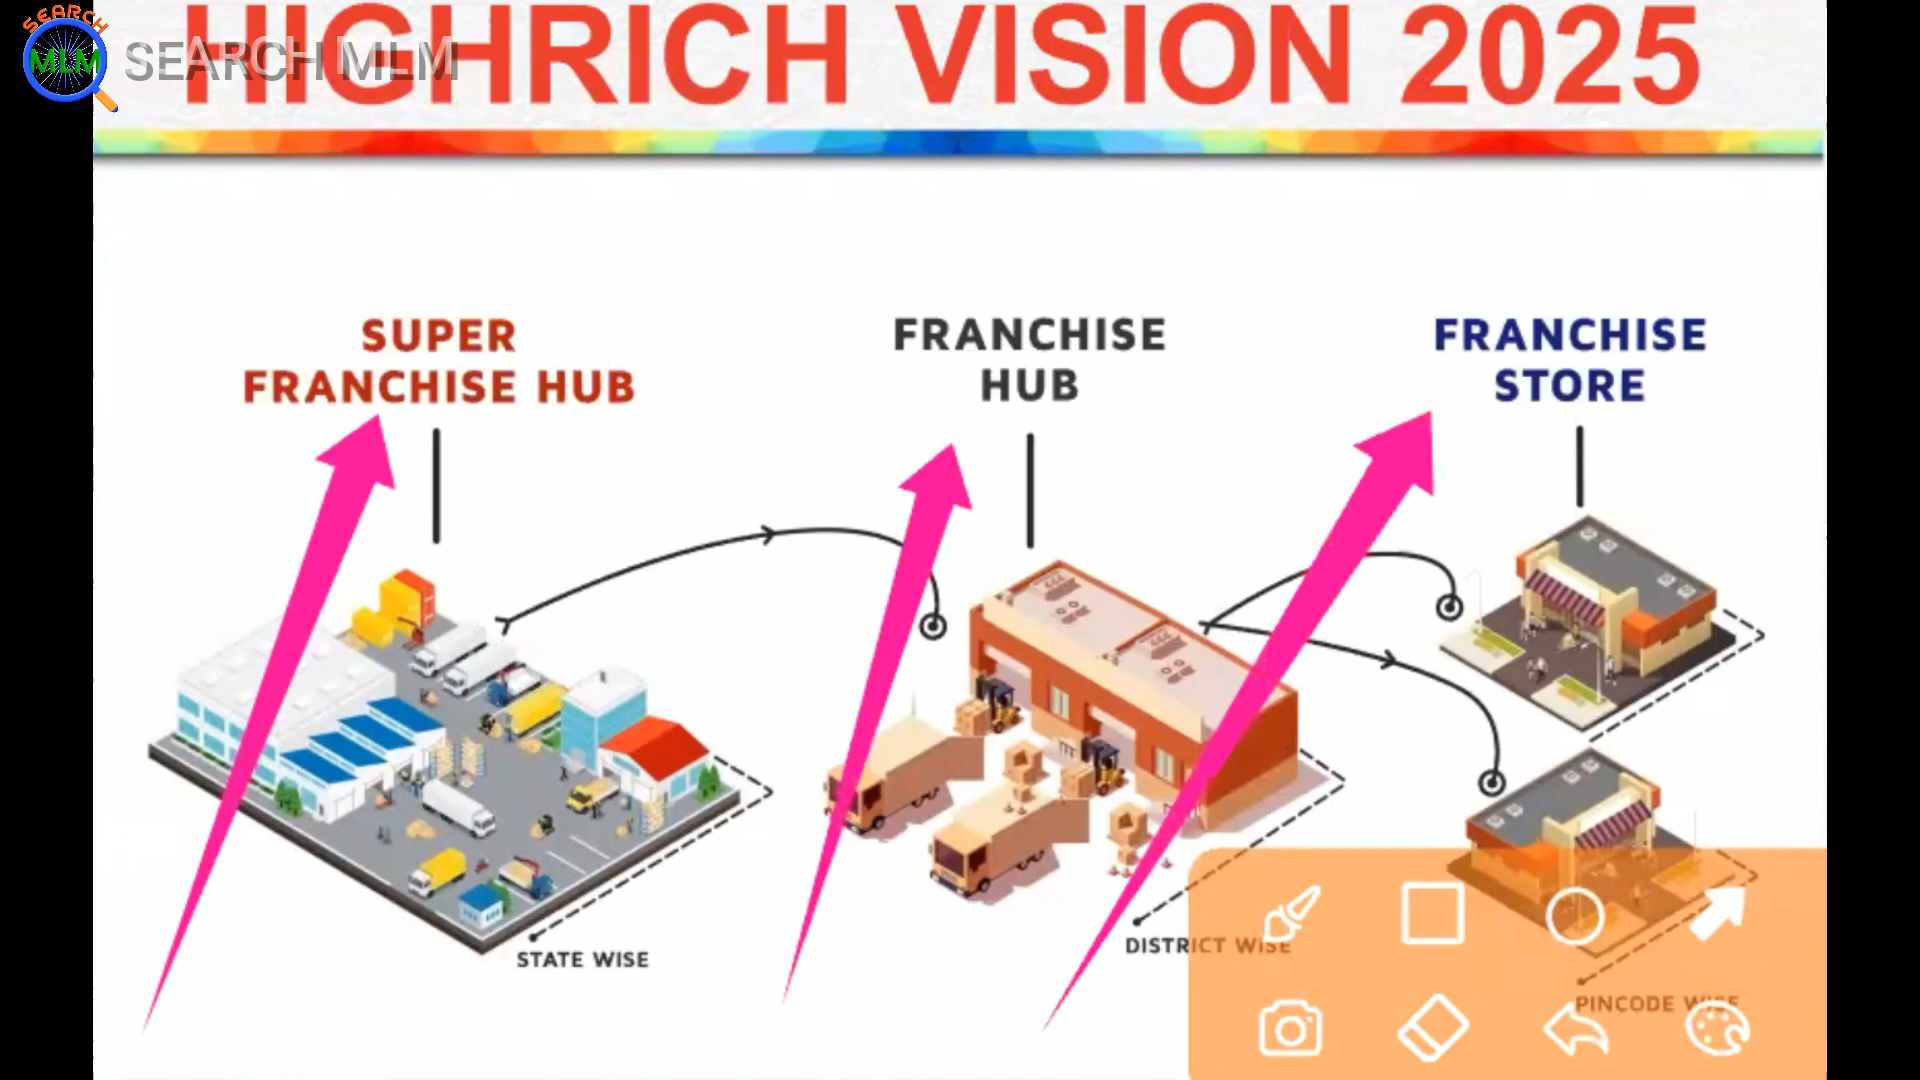 HIGHRICH VISION 2025
SEARCH
MLM
SEARCH MLM
SUPER
FRANCHISE HUB
FRANCHISE
HUB
FRANCHISE
STORE
STATE WISE
DISTRICT WISE
PINCODE WISE